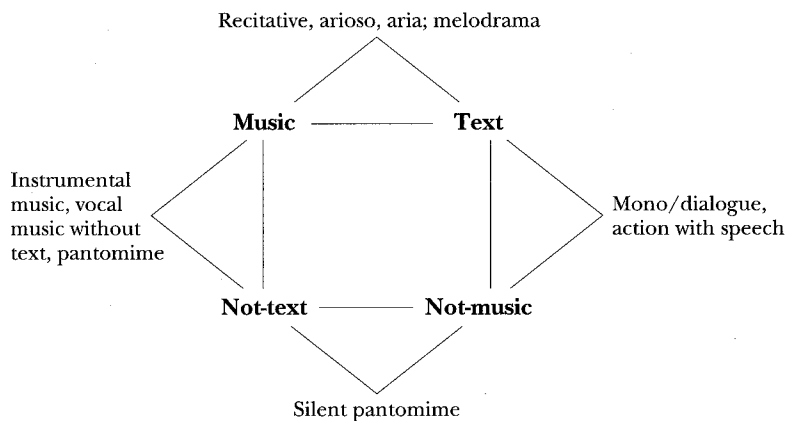 Recitative, arioso, aria; melodrama
Music
Text
Instrumental
music, vocal
music without
text, pantomime
Mono/dialogue,
action with speech
Not-text
Not-music
Silent pantomime